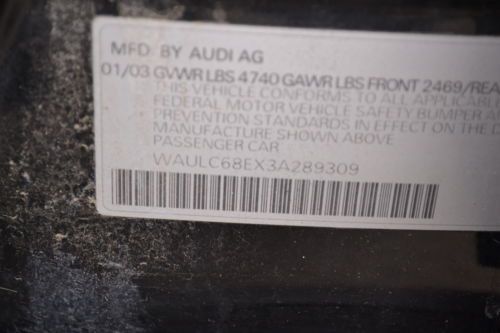 MFD. BY AUDI AG
01/03 GVWR LBS 4740 GAWR LBS FRONT 2469/REA
THIS VEHICLE CONFORMS TO ALL APPLICABL
FEDERAL MOTOR VEHICLE SAFETY BUMPER A
PREVENTION STANDARDS IN EFFECT ON THE D
MANUFACTURE SHOWN ABOVE
PASSENGER CAR
WAULC68EX3A289309